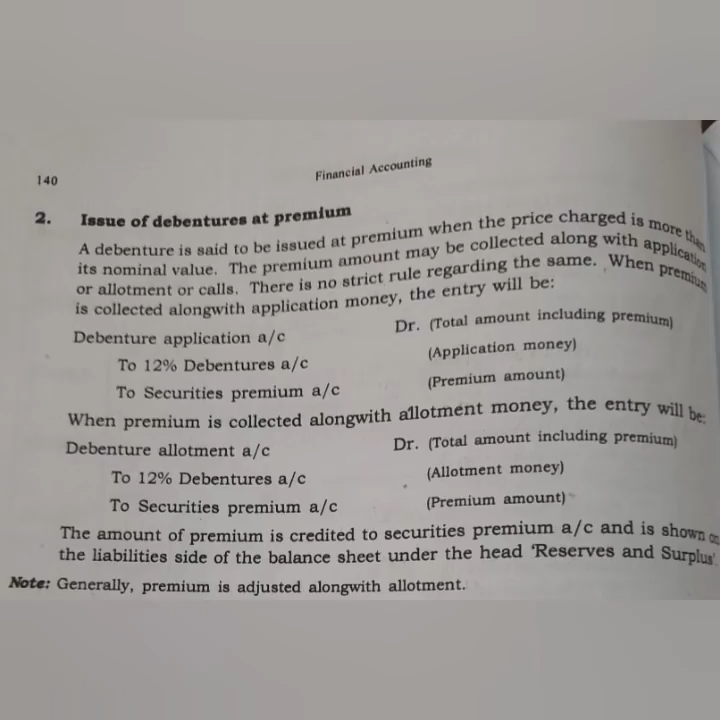 140
Financial Accounting
2. Issue of debentures at premium
A debenture is said to be issued at premium when the price charged is more than
its nominal value. The premium amount may be collected along with application
or allotment or calls. There is no strict rule regarding the same. When premium
is collected alongwith application money, the entry will be:
Debenture application a/c Dr. (Total amount including premium)
To 12% Debentures a/c (Application money)
To Securities premium a/c (Premium amount)
When premium is collected alongwith allotment money, the entry will be:
Debenture allotment a/c Dr. (Total amount including premium)
To 12% Debentures a/c (Allotment money)
To Securities premium a/c (Premium amount)
The amount of premium is credited to securities premium a/c and is shown on
the liabilities side of the balance sheet under the head 'Reserves and Surplus'.
Note: Generally, premium is adjusted alongwith allotment.